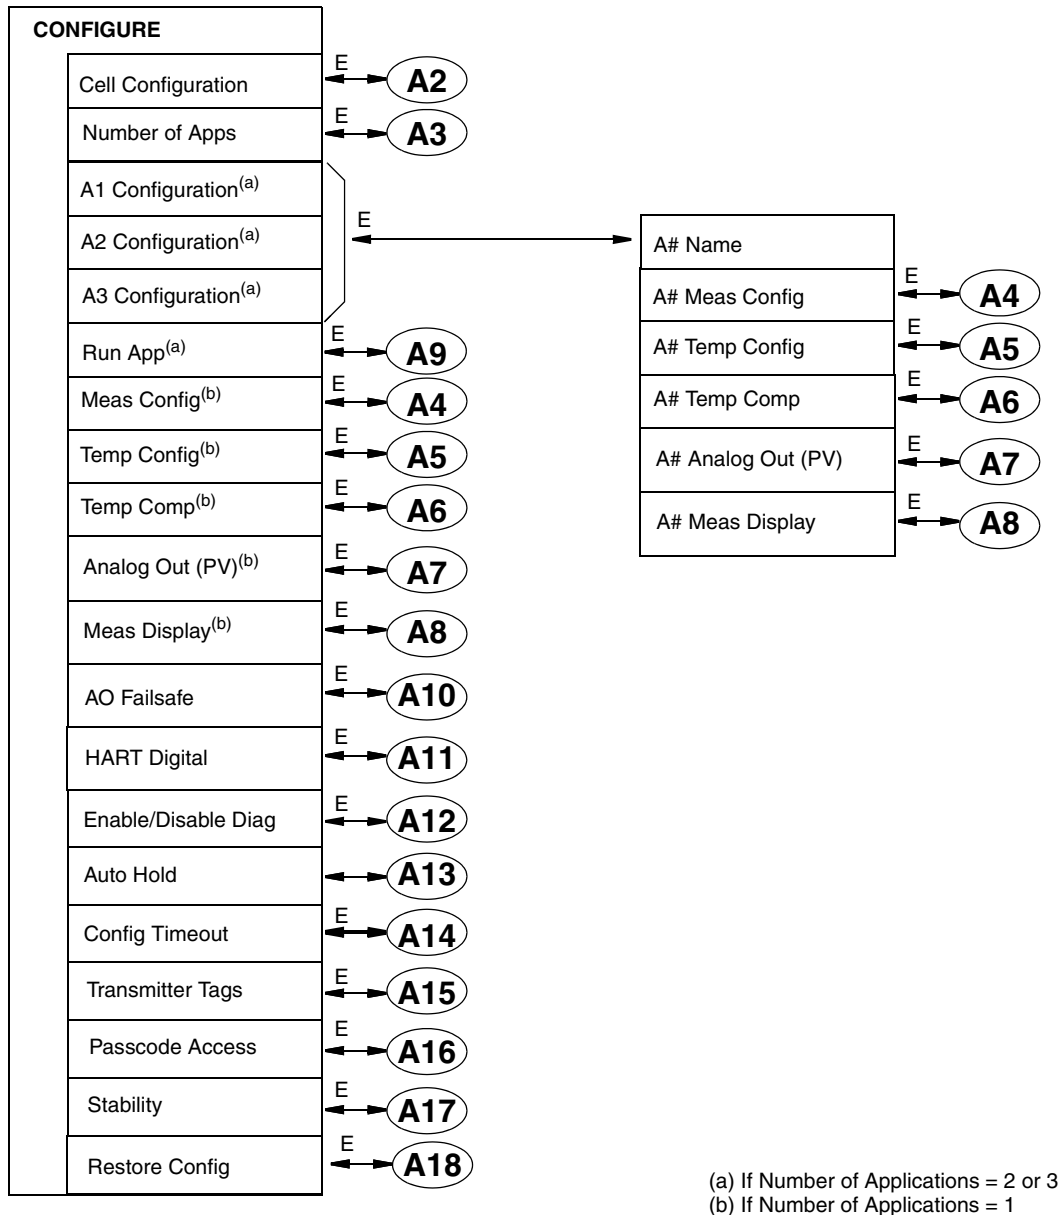 CONFIGURE
Cell Configuration E A2
Number of Apps E A3
A1 Configuration(a)
A2 Configuration(a) E
A3 Configuration(a)
Run App(a) E A9
Meas Config(b) E A4
Temp Config(b) E A5
Temp Comp(b) E A6
Analog Out (PV)(b) E A7
Meas Display(b) E A8
AO Failsafe E A10
HART Digital E A11
Enable/Disable Diag E A12
Auto Hold A13
Config Timeout E A14
Transmitter Tags E A15
Passcode Access E A16
Stability E A17
Restore Config E A18
A# Name
A# Meas Config E A4
A# Temp Config E A5
A# Temp Comp E A6
A# Analog Out (PV) E A7
A# Meas Display E A8
(a) If Number of Applications = 2 or 3
(b) If Number of Applications = 1